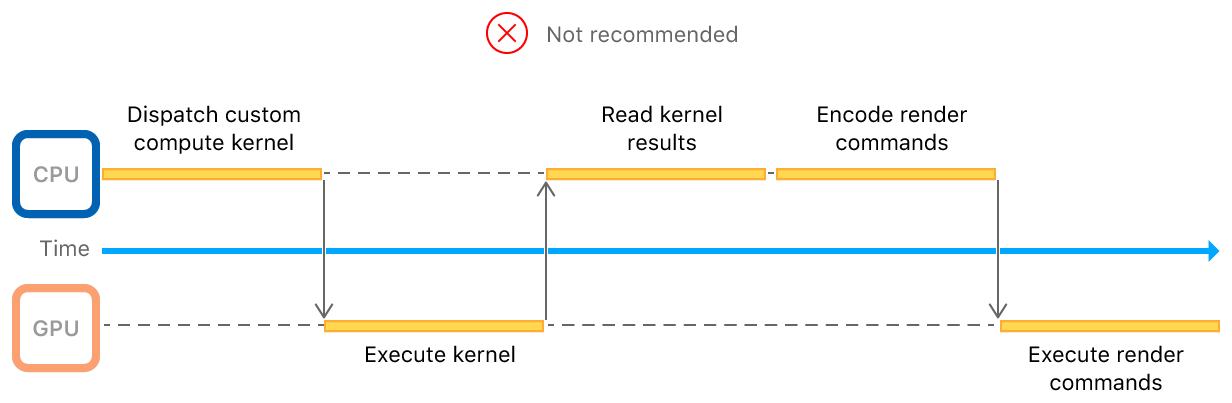 Not recommended
Dispatch custom
compute kernel
Read kernel
results
Encode render
commands
CPU
Time
GPU
Execute kernel
Execute render
commands